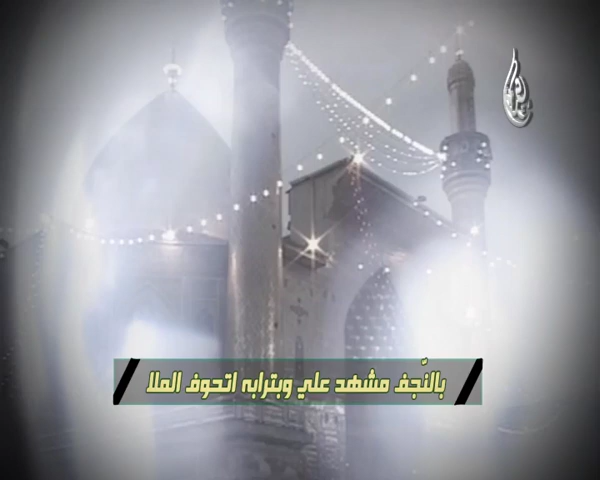 بالنّجف مشهد علي وبترابه اتحوف الملا